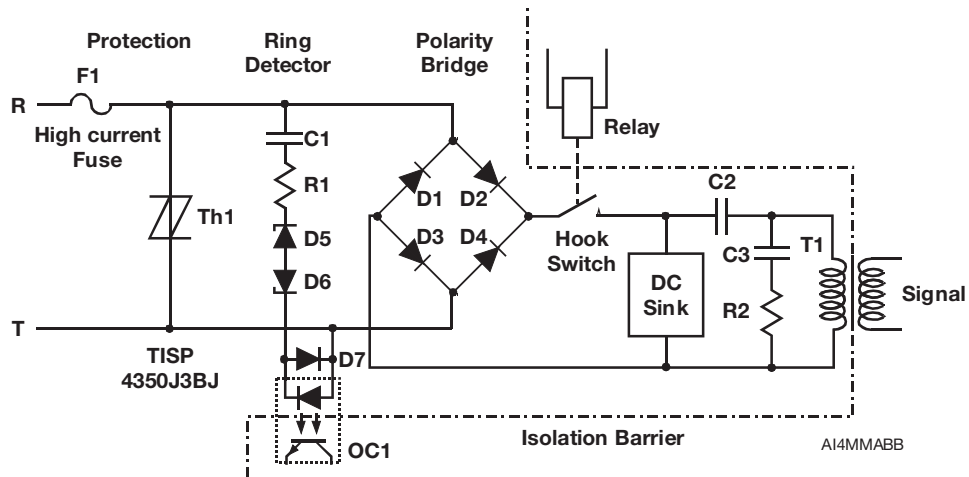 Protection
Ring
Detector
Polarity
Bridge
F1
R
High current
Fuse
C1
R1
Th1
D5
D6
D1
D2
D3
D4
Relay
Hook
Switch
C2
C3
T1
R2
DC
Sink
Signal
T
TISP
4350J3BJ
D7
OC1
Isolation Barrier
AI4MMABB